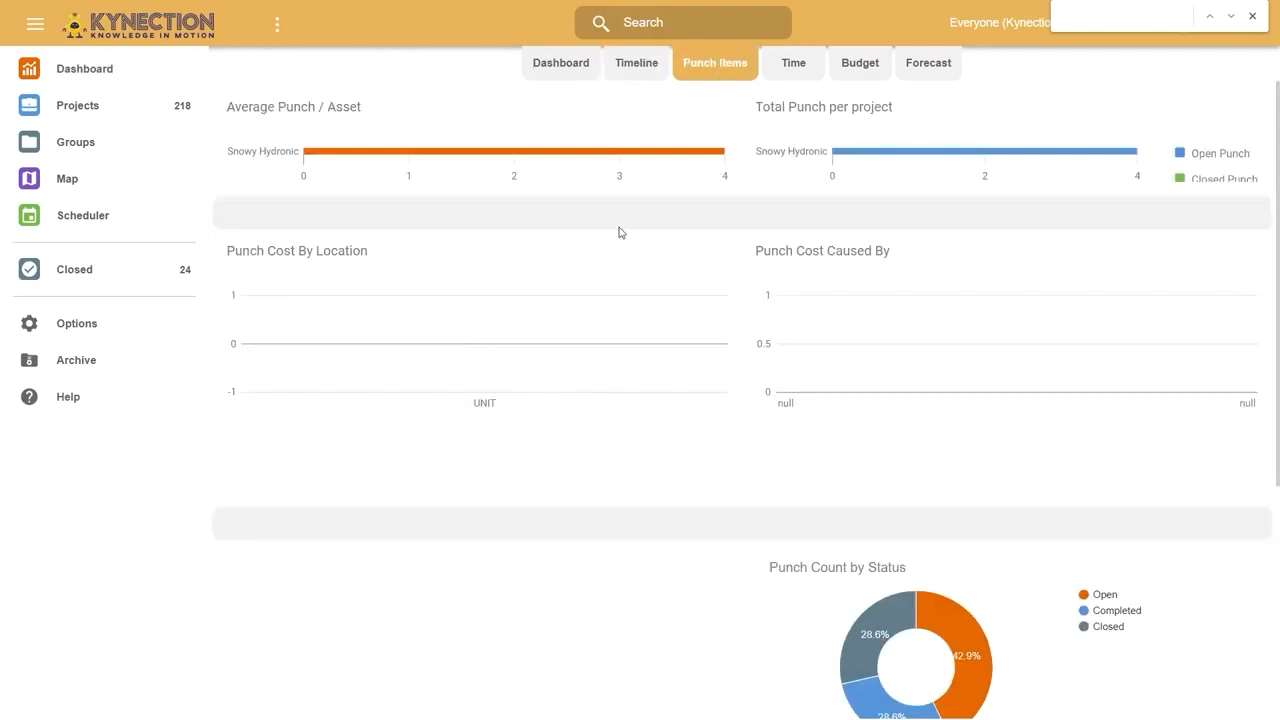 KYNECTION
KNOWLEDGE IN MOTION
Search
Everyone (Kynectio
Dashboard
Projects 218
Groups
Map
Scheduler
Closed 24
Options
Archive
Help
Dashboard Timeline Punch Items Time Budget Forecast
Average Punch / Asset
Snowy Hydronic
0 1 2 3 4
Total Punch per project
Snowy Hydronic
0 2 4
Open Punch
Closed Punch
Punch Cost By Location
1
0
-1
UNIT
Punch Cost Caused By
1
0.5
0
null null
Punch Count by Status
28.6%
42.9%
28.6%
Open
Completed
Closed